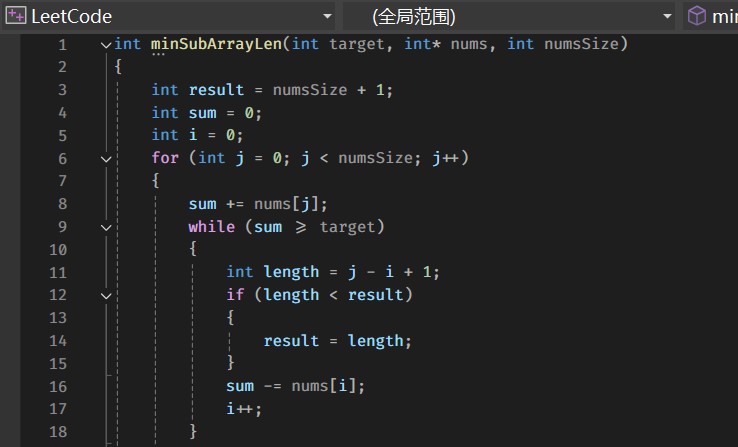 LeetCode (全局范围) mi
1 int minSubArrayLen(int target, int* nums, int numsSize)
2 {
3 int result = numsSize + 1;
4 int sum = 0;
5 int i = 0;
6 for (int j = 0; j < numsSize; j++)
7 {
8 sum += nums[j];
9 while (sum >= target)
10 {
11 int length = j - i + 1;
12 if (length < result)
13 {
14 result = length;
15 }
16 sum -= nums[i];
17 i++;
18 }